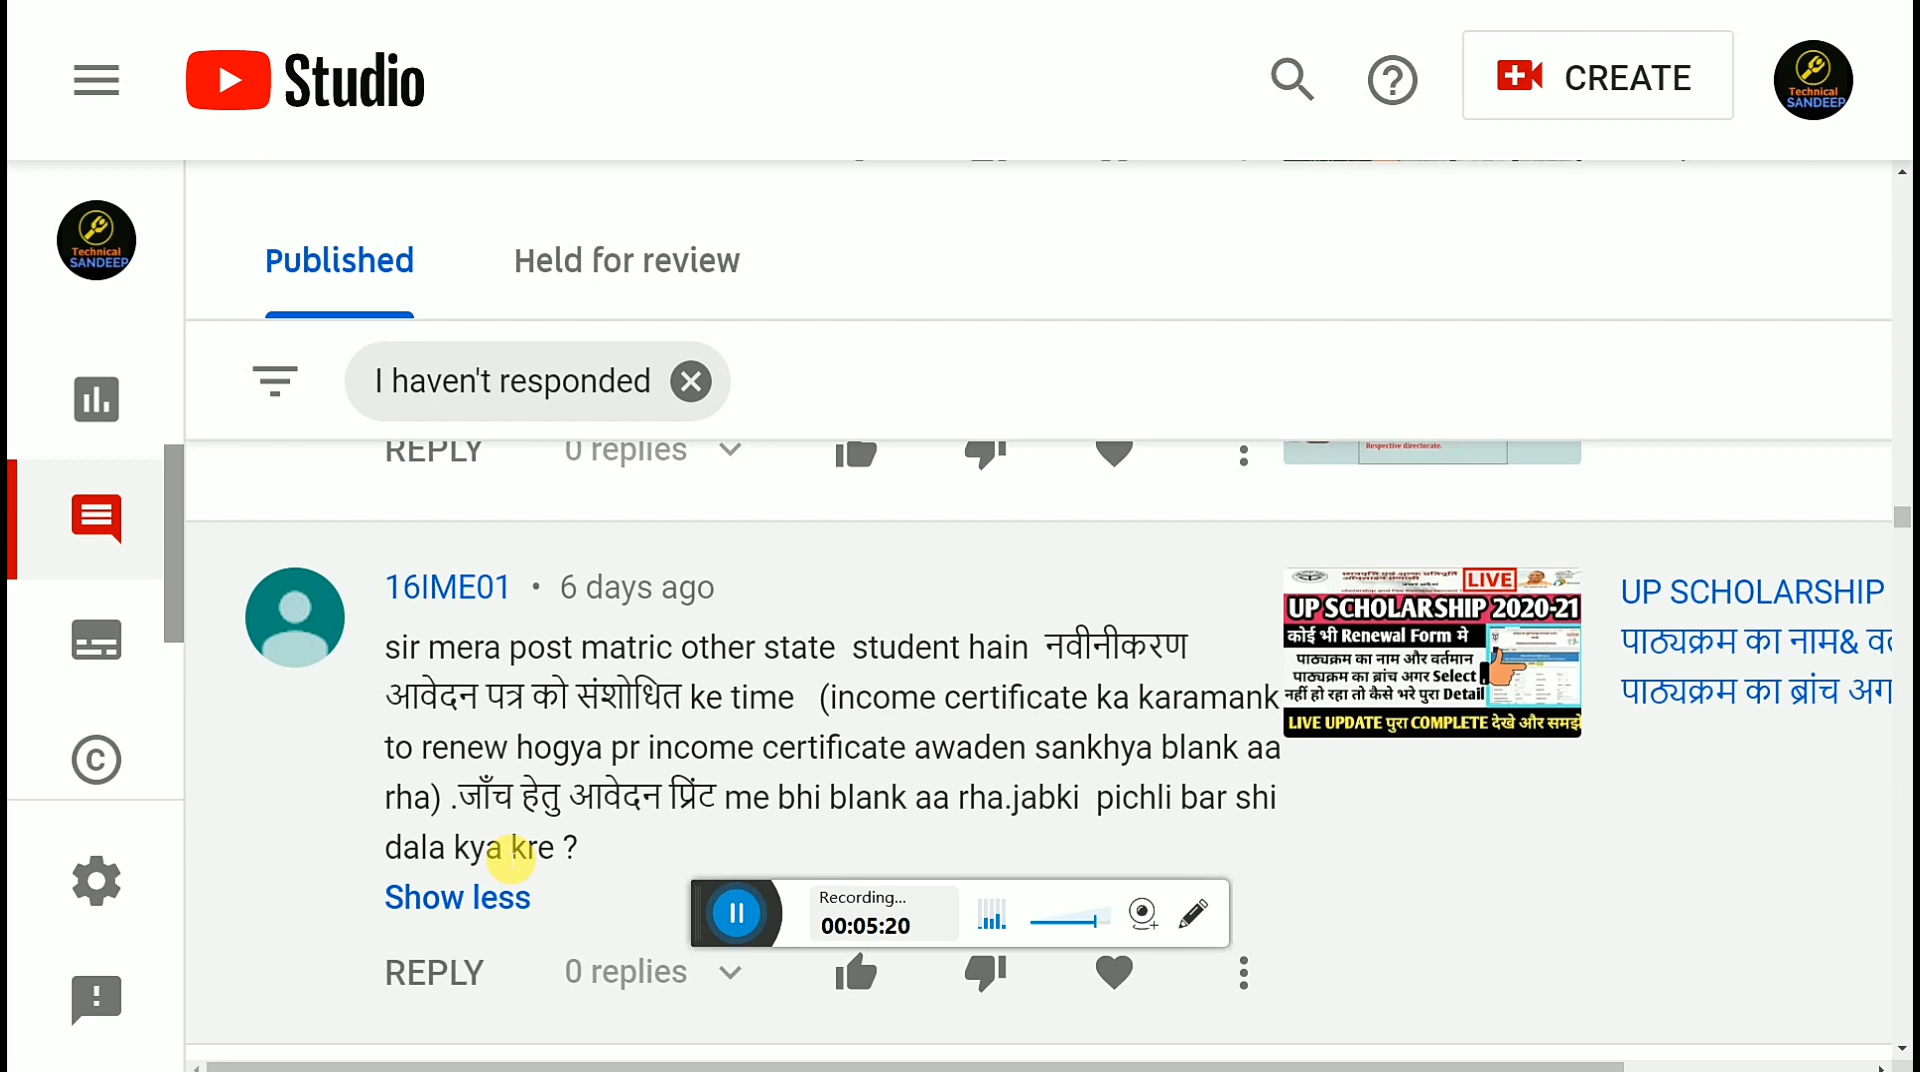 Studio
CREATE
Technical
SANDEEP
Technical
SANDEEP
Published
Held for review
I haven't responded
REPLY
0 replies
Respective directorate.
16IME01 • 6 days ago
sir mera post matric other state student hain नवीनीकरण
आवेदन पत्र को संशोधित ke time (income certificate ka karamank
to renew hogya pr income certificate awaden sankhya blank aa
rha) .जाँच हेतु आवेदन प्रिंट me bhi blank aa rha.jabki pichli bar shi
dala kya kre ?
Show less
REPLY
0 replies
LIVE
UP SCHOLARSHIP 2020-21
कोई भी Renewal Form मे
पाठ्यक्रम का नाम और वर्तमान
पाठ्यक्रम का ब्रांच अगर Select
नहीं हो रहा तो कैसे भरे पुरा Detail
LIVE UPDATE पुरा COMPLETE देखे और समझे
UP SCHOLARSHIP
पाठ्यक्रम का नाम& व
पाठ्यक्रम का ब्रांच अग
Recording...
00:05:20